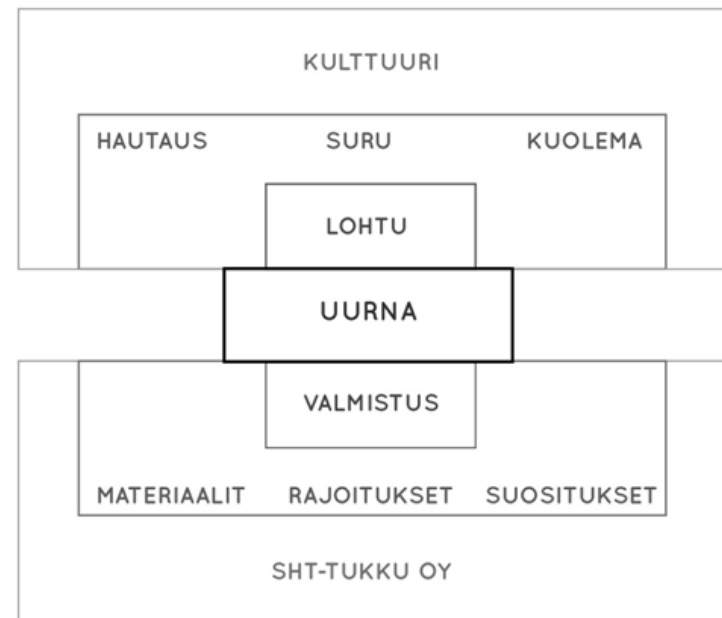 KULTTUURI
HAUTAUS SURU KUOLEMA
LOHTU
UURNA
VALMISTUS
MATERIAALIT RAJOITUKSET SUOSITUKSET
SHT-TUKKU OY